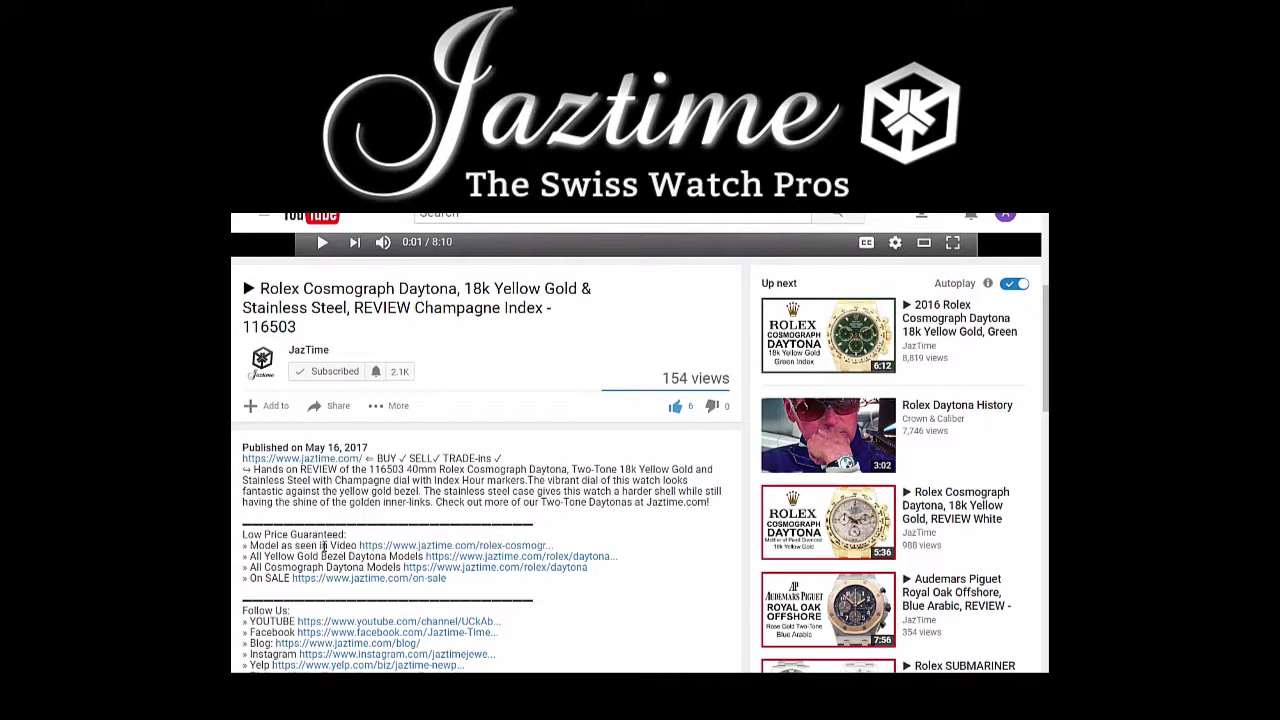 Jaztime
The Swiss Watch Pros
YouTube
Search
0:01 / 8:10
CC
▶ Rolex Cosmograph Daytona, 18k Yellow Gold &
Stainless Steel, REVIEW Champagne Index -
116503
Jaztime
JazTime
✓ Subscribed 2.1K
154 views
+ Add to Share ••• More
6 0
Published on May 16, 2017
https://www.jaztime.com/ ⇐ BUY ✓ SELL✓ TRADE-ins ✓
↪ Hands on REVIEW of the 116503 40mm Rolex Cosmograph Daytona, Two-Tone 18k Yellow Gold and
Stainless Steel with Champagne dial with Index Hour markers.The vibrant dial of this watch looks
fantastic against the yellow gold bezel. The stainless steel case gives this watch a harder shell while still
having the shine of the golden inner-links. Check out more of our Two-Tone Daytonas at Jaztime.com!
Low Price Guaranteed:
» Model as seen in Video https://www.jaztime.com/rolex-cosmogr...
» All Yellow Gold Bezel Daytona Models https://www.jaztime.com/rolex/daytona...
» All Cosmograph Daytona Models https://www.jaztime.com/rolex/daytona
» On SALE https://www.jaztime.com/on-sale
Follow Us:
» YOUTUBE https://www.youtube.com/channel/UCkAb...
» Facebook https://www.facebook.com/Jaztime-Time...
» Blog: https://www.jaztime.com/blog/
» Instagram https://www.instagram.com/jaztimejewe...
» Yelp https://www.yelp.com/biz/jaztime-newp...
Up next
Autoplay
ROLEX
COSMOGRAPH
DAYTONA
18k Yellow Gold
Green Index
6:12
▶ 2016 Rolex
Cosmograph Daytona
18k Yellow Gold, Green
JazTime
8,819 views
3:02
Rolex Daytona History
Crown & Caliber
7,746 views
ROLEX
COSMOGRAPH
DAYTONA
Mother of Pearl Diamond
18k Yellow Gold
5:36
▶ Rolex Cosmograph
Daytona, 18k Yellow
Gold, REVIEW White
JazTime
988 views
AP
AUDEMARS PIGUET
ROYAL OAK
OFFSHORE
Rose Gold Two-Tone
Blue Arabic
7:56
▶ Audemars Piguet
Royal Oak Offshore,
Blue Arabic, REVIEW -
JazTime
354 views
▶ Rolex SUBMARINER